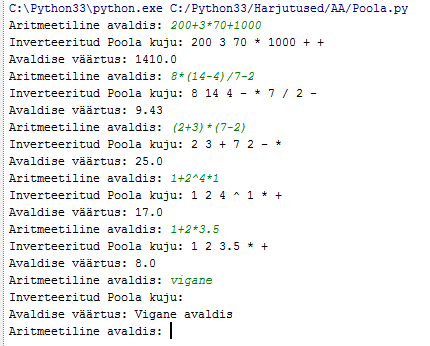 C:\Python33\python.exe C:/Python33/Harjutused/AA/Poola.py
Aritmeetiline avaldis: 200+3*70+1000
Inverteeritud Poola kuju: 200 3 70 * 1000 + +
Avaldise väärtus: 1410.0
Aritmeetiline avaldis: 8*(14-4)/7-2
Inverteeritud Poola kuju: 8 14 4 - * 7 / 2 -
Avaldise väärtus: 9.43
Aritmeetiline avaldis: (2+3)*(7-2)
Inverteeritud Poola kuju: 2 3 + 7 2 - *
Avaldise väärtus: 25.0
Aritmeetiline avaldis: 1+2^4*1
Inverteeritud Poola kuju: 1 2 4 ^ 1 * +
Avaldise väärtus: 17.0
Aritmeetiline avaldis: 1+2*3.5
Inverteeritud Poola kuju: 1 2 3.5 * +
Avaldise väärtus: 8.0
Aritmeetiline avaldis: vigane
Inverteeritud Poola kuju:
Avaldise väärtus: Vigane avaldis
Aritmeetiline avaldis: